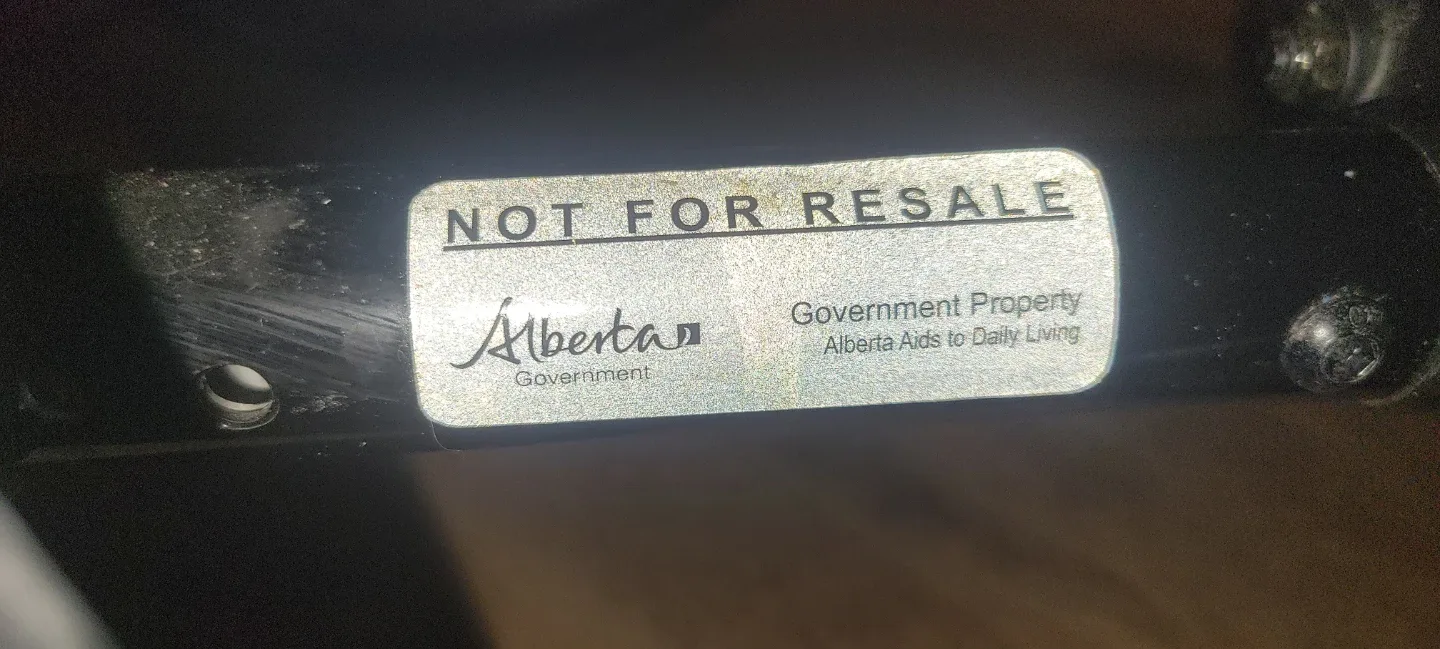 NOT FOR RESALE
Alberta
Government
Government Property
Alberta Aids to Daily Living